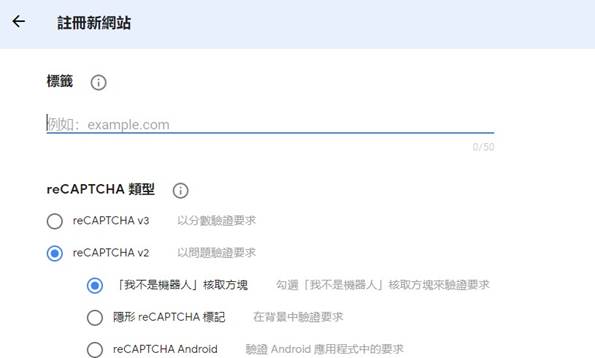 註冊新網站
標籤
例如：example.com
0/50
reCAPTCHA 類型
reCAPTCHA v3 以分數驗證要求
reCAPTCHA v2 以問題驗證要求
「我不是機器人」核取方塊 勾選「我不是機器人」核取方塊來驗證要求
隱形 reCAPTCHA 標記 在背景中驗證要求
reCAPTCHA Android 驗證 Android 應用程式中的要求